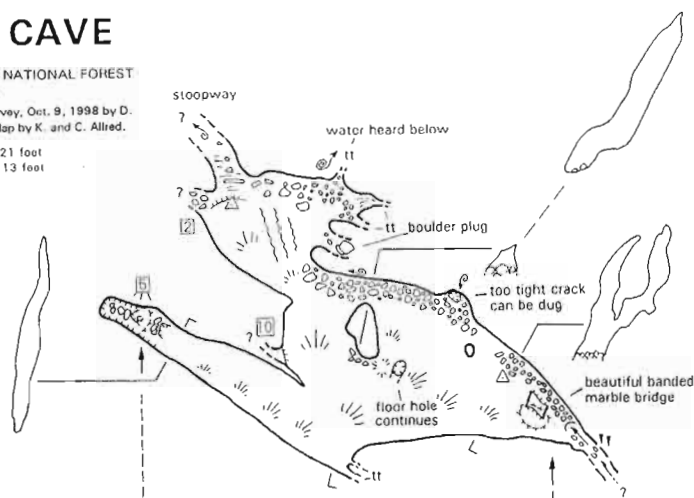 CAVE
NATIONAL FOREST
vey, Oct. 9, 1998 by D.
Map by K. and C. Allred.
21 foot
13 foot
stoopway
?
water heard below
tt
?
2
tt
boulder plug
too tight crack
can be dug
5
10
?
floor hole
continues
beautiful banded
marble bridge
tt
?